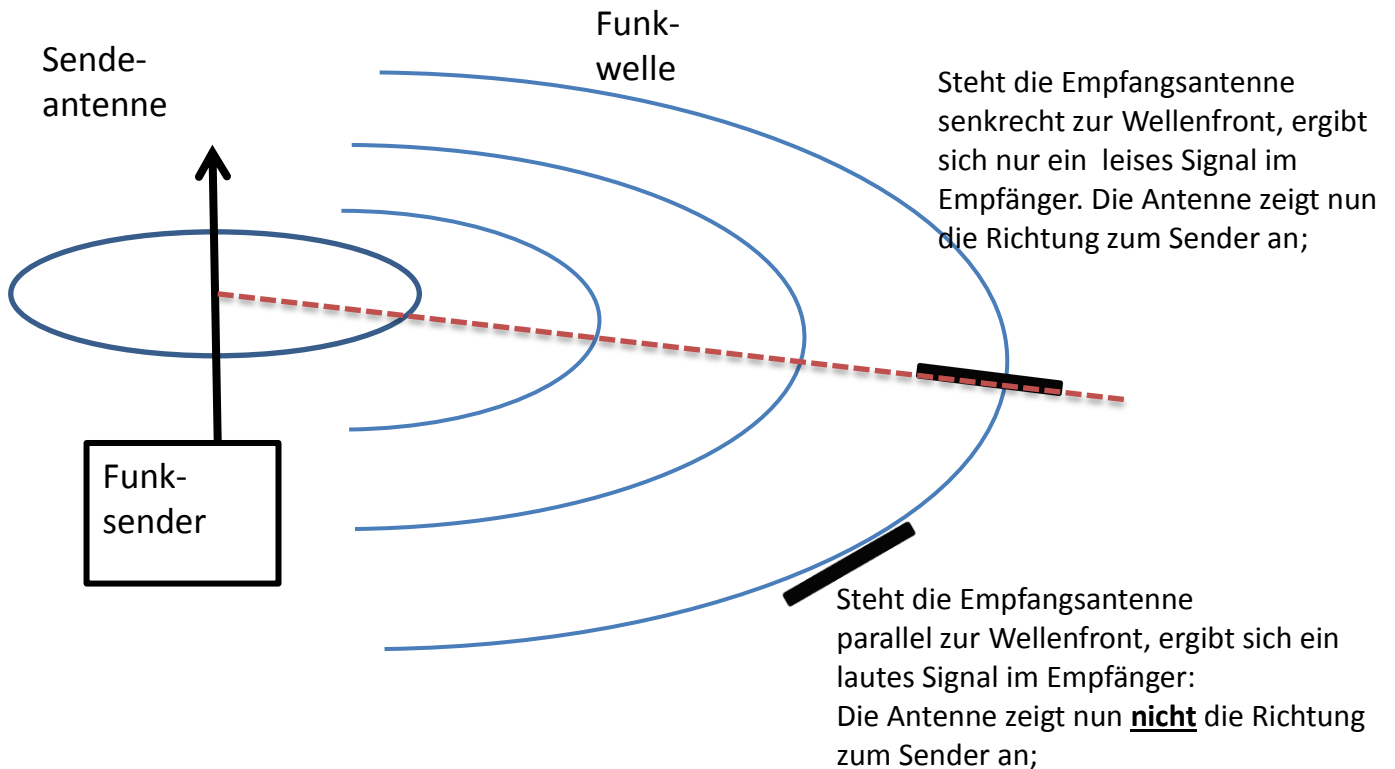 Funk-
welle
Sende-
antenne
Steht die Empfangsantenne
senkrecht zur Wellenfront, ergibt
sich nur ein  leises Signal im
Empfänger. Die Antenne zeigt nun
die Richtung zum Sender an;
Funk-
sender
Steht die Empfangsantenne
parallel zur Wellenfront, ergibt sich ein
lautes Signal im Empfänger:
Die Antenne zeigt nun nicht die Richtung
zum Sender an;